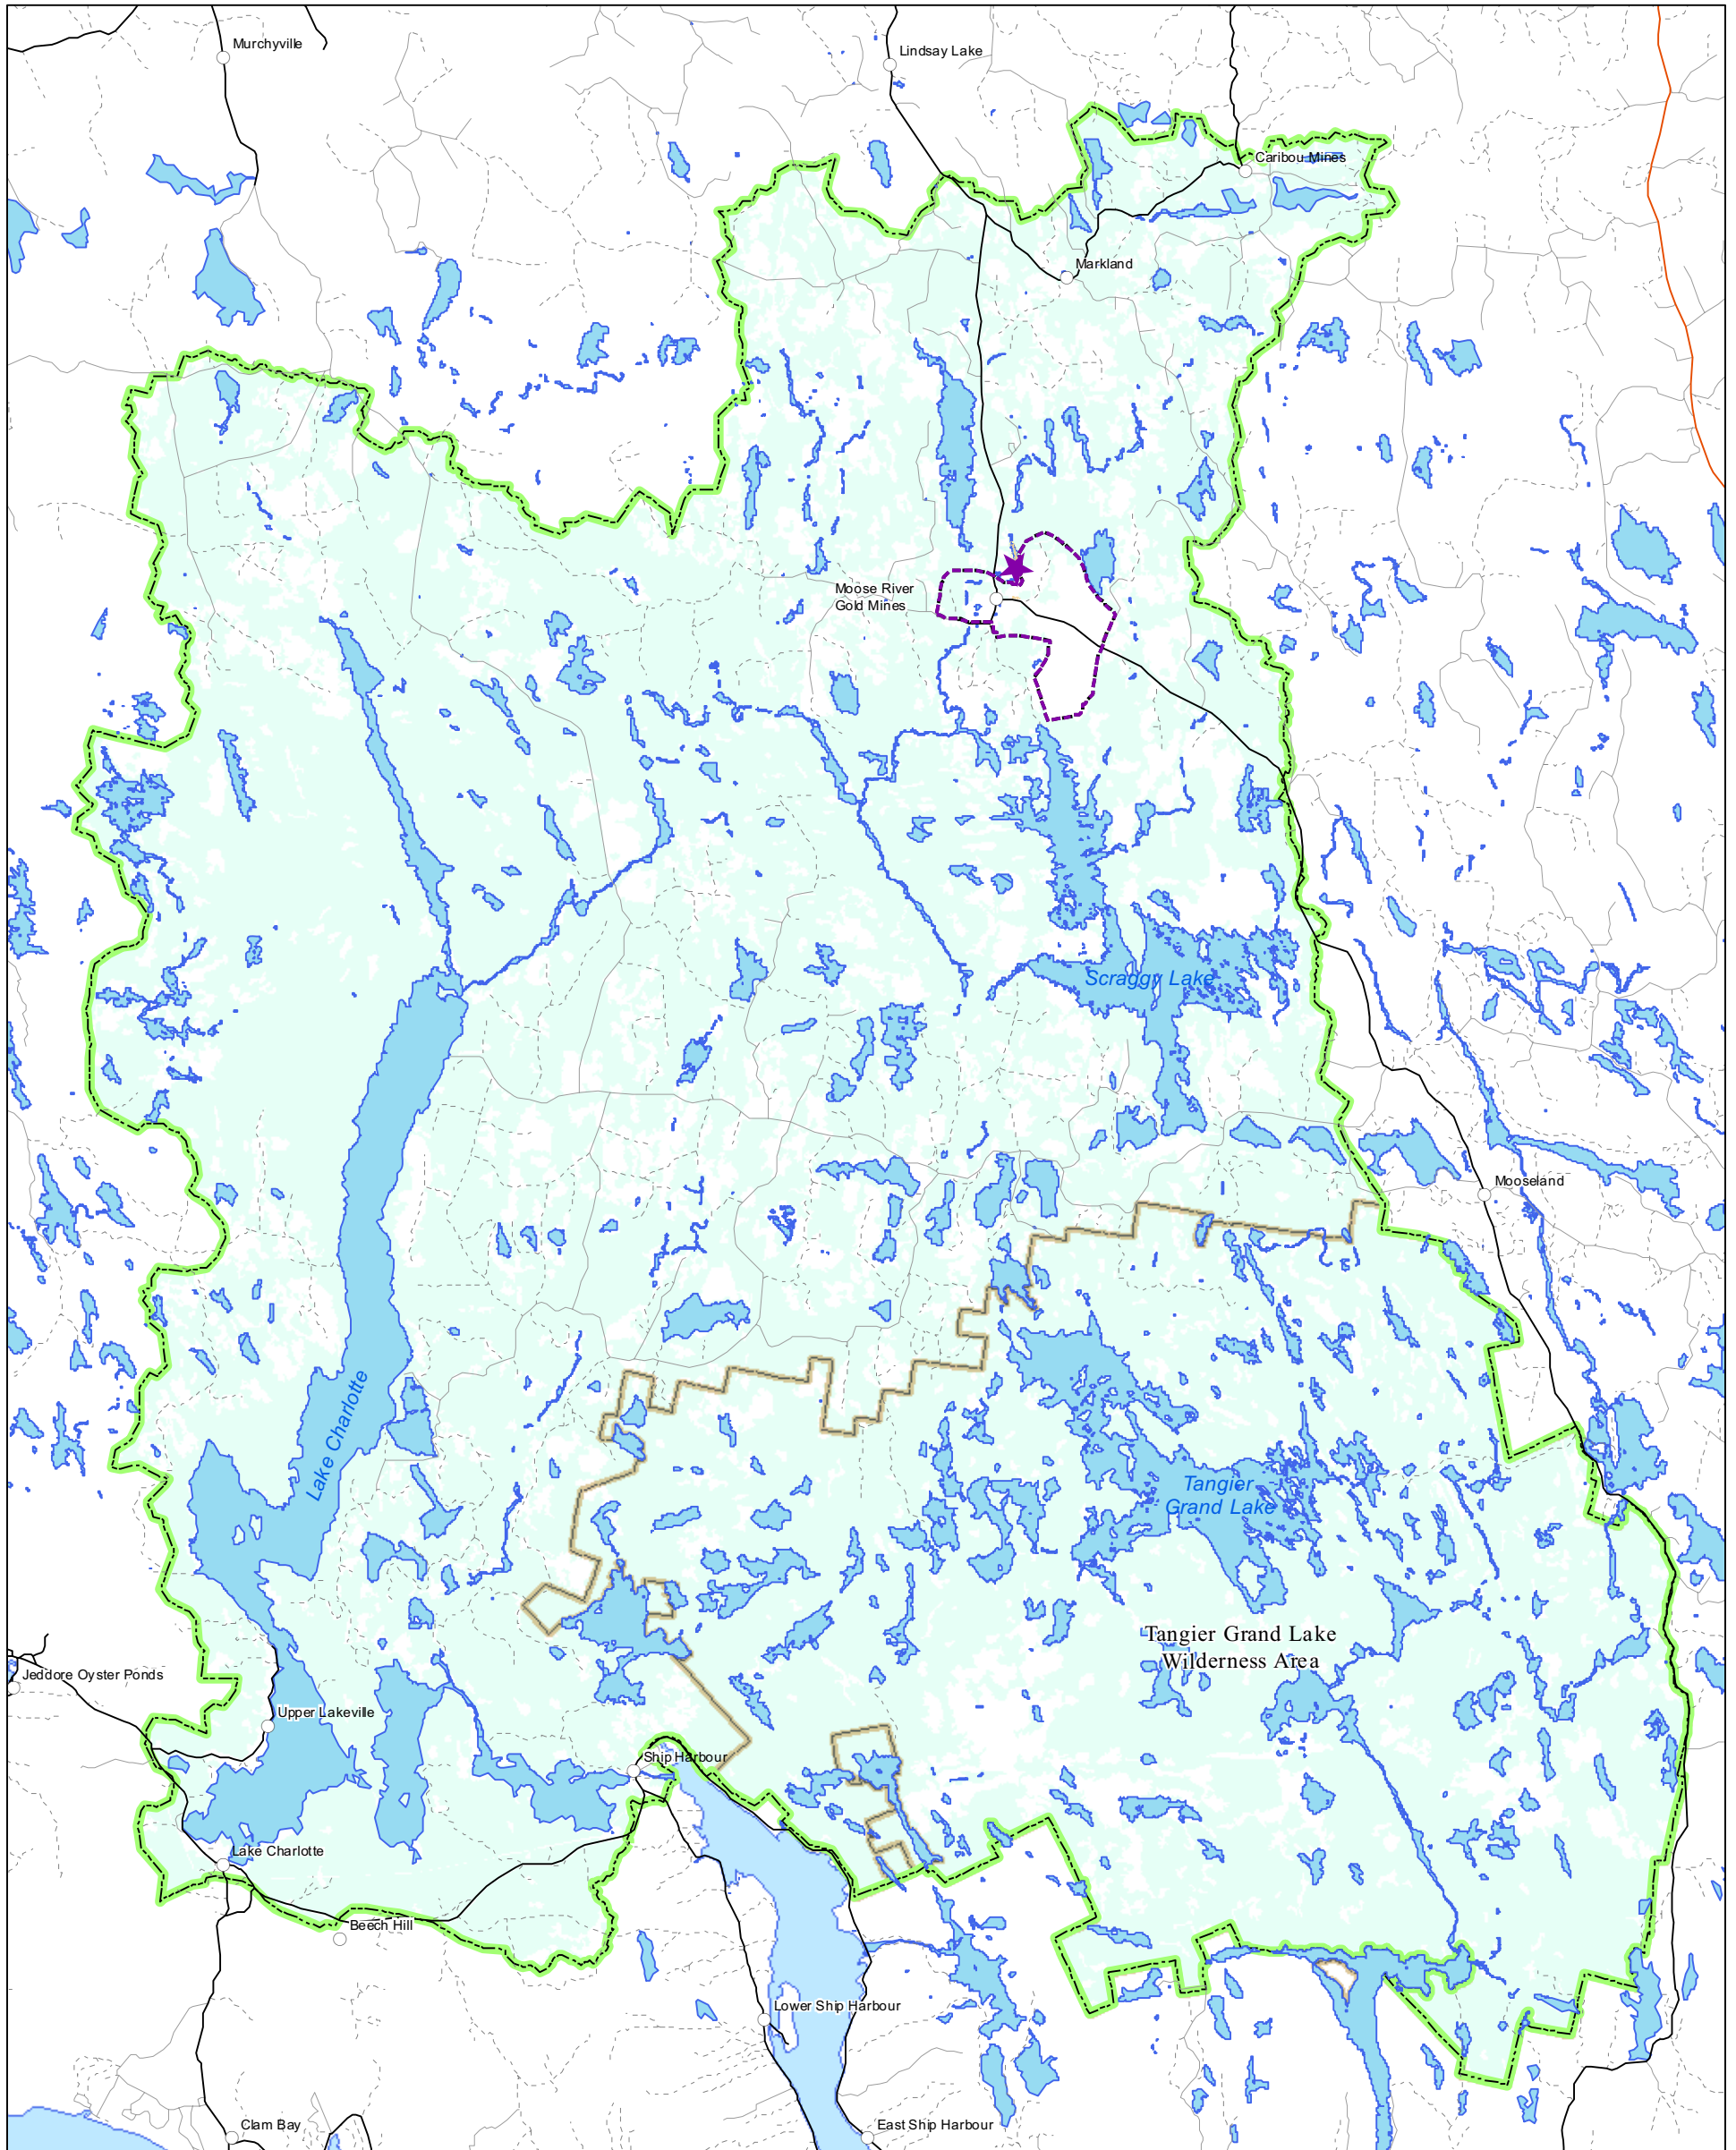 Murchyville
Lindsay Lake
Caribou Mines
Markland
Moose River
Gold Mines
Scraggy Lake
Mooseland
Lake Charlotte
Tangier
Grand Lake
Tangier Grand Lake
Wilderness Area
Jeddore Oyster Ponds
Upper Lakeville
Ship Harbour
Lake Charlotte
Beech Hill
Lower Ship Harbour
Clam Bay
East Ship Harbour